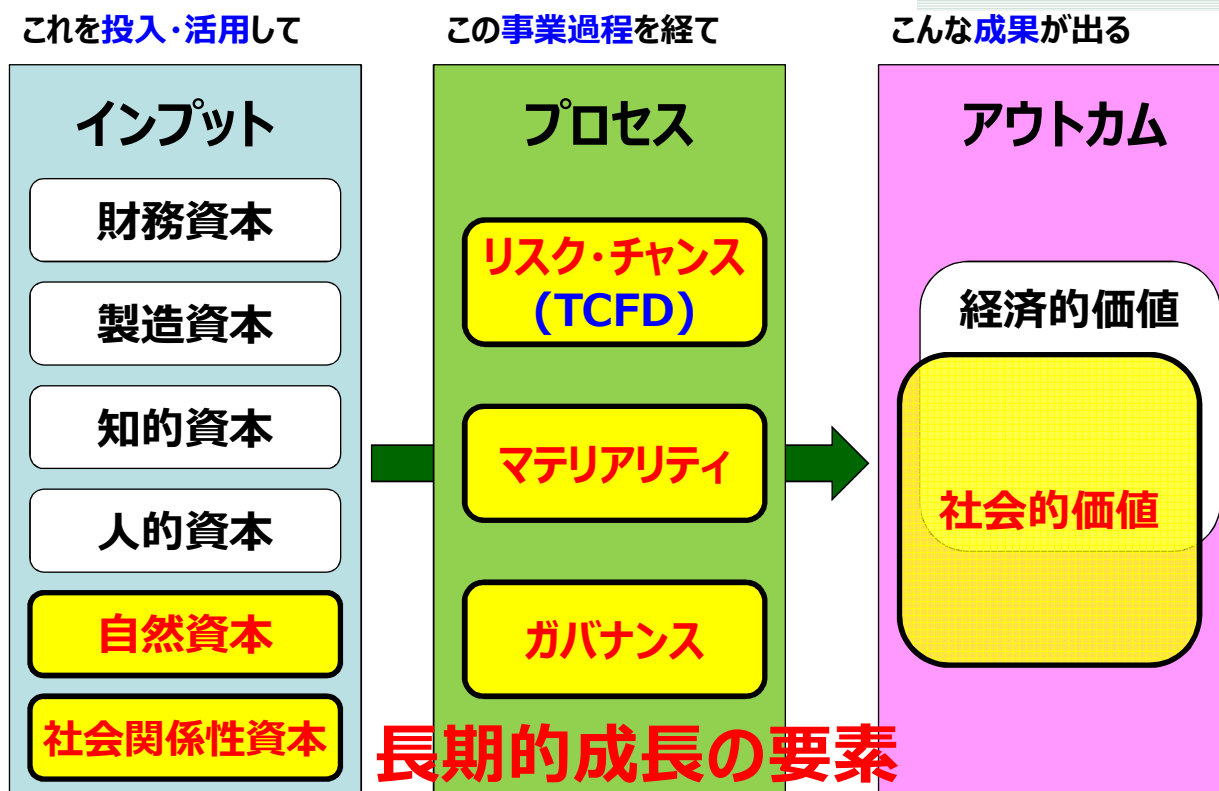 これを投入・活用して
この事業過程を経て
こんな成果が出る
インプット
財務資本
製造資本
知的資本
人的資本
自然資本
社会関係性資本
プロセス
リスク・チャンス
(TCFD)
マテリアリティ
ガバナンス
アウトカム
経済的価値
社会的価値
長期的成長の要素